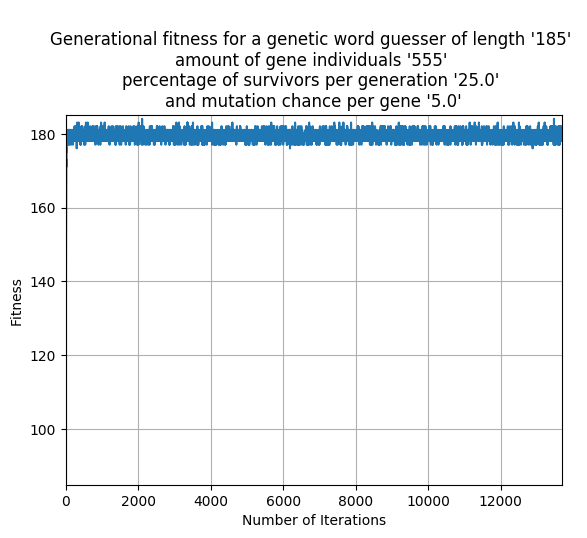 Generational fitness for a genetic word guesser of length '185'
amount of gene individuals '555'
percentage of survivors per generation '25.0'
and mutation chance per gene '5.0'
180
160
140
120
100
Fitness
0 2000 4000 6000 8000 10000 12000
Number of Iterations